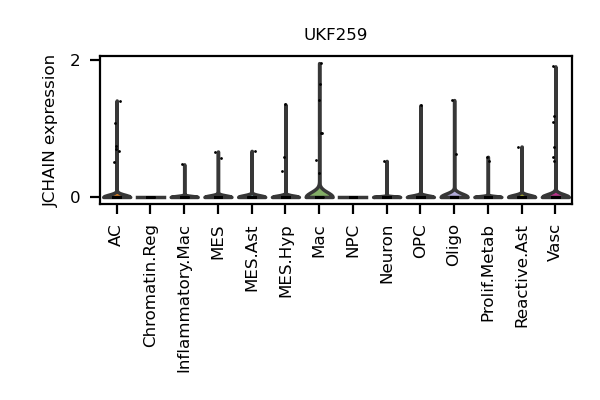 UKF259
JCHAIN expression
2
0
AC
Chromatin.Reg
Inflammatory.Mac
MES
MES.Ast
MES.Hyp
Mac
NPC
Neuron
OPC
Oligo
Prolif.Metab
Reactive.Ast
Vasc